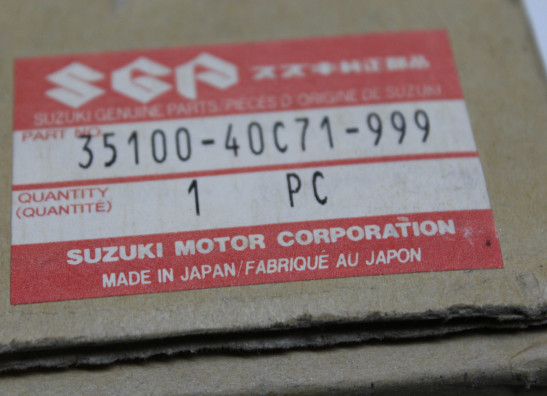 SGP スズキ純正部品
SUZUKI GENUINE PARTS/PIECES D ORIGINE DE SUZUKI
PART NO.
35100-40C71-999
QUANTITY
(QUANTITÉ)
1 PC
SUZUKI MOTOR CORPORATION
MADE IN JAPAN/FABRIQUÉ AU JAPON